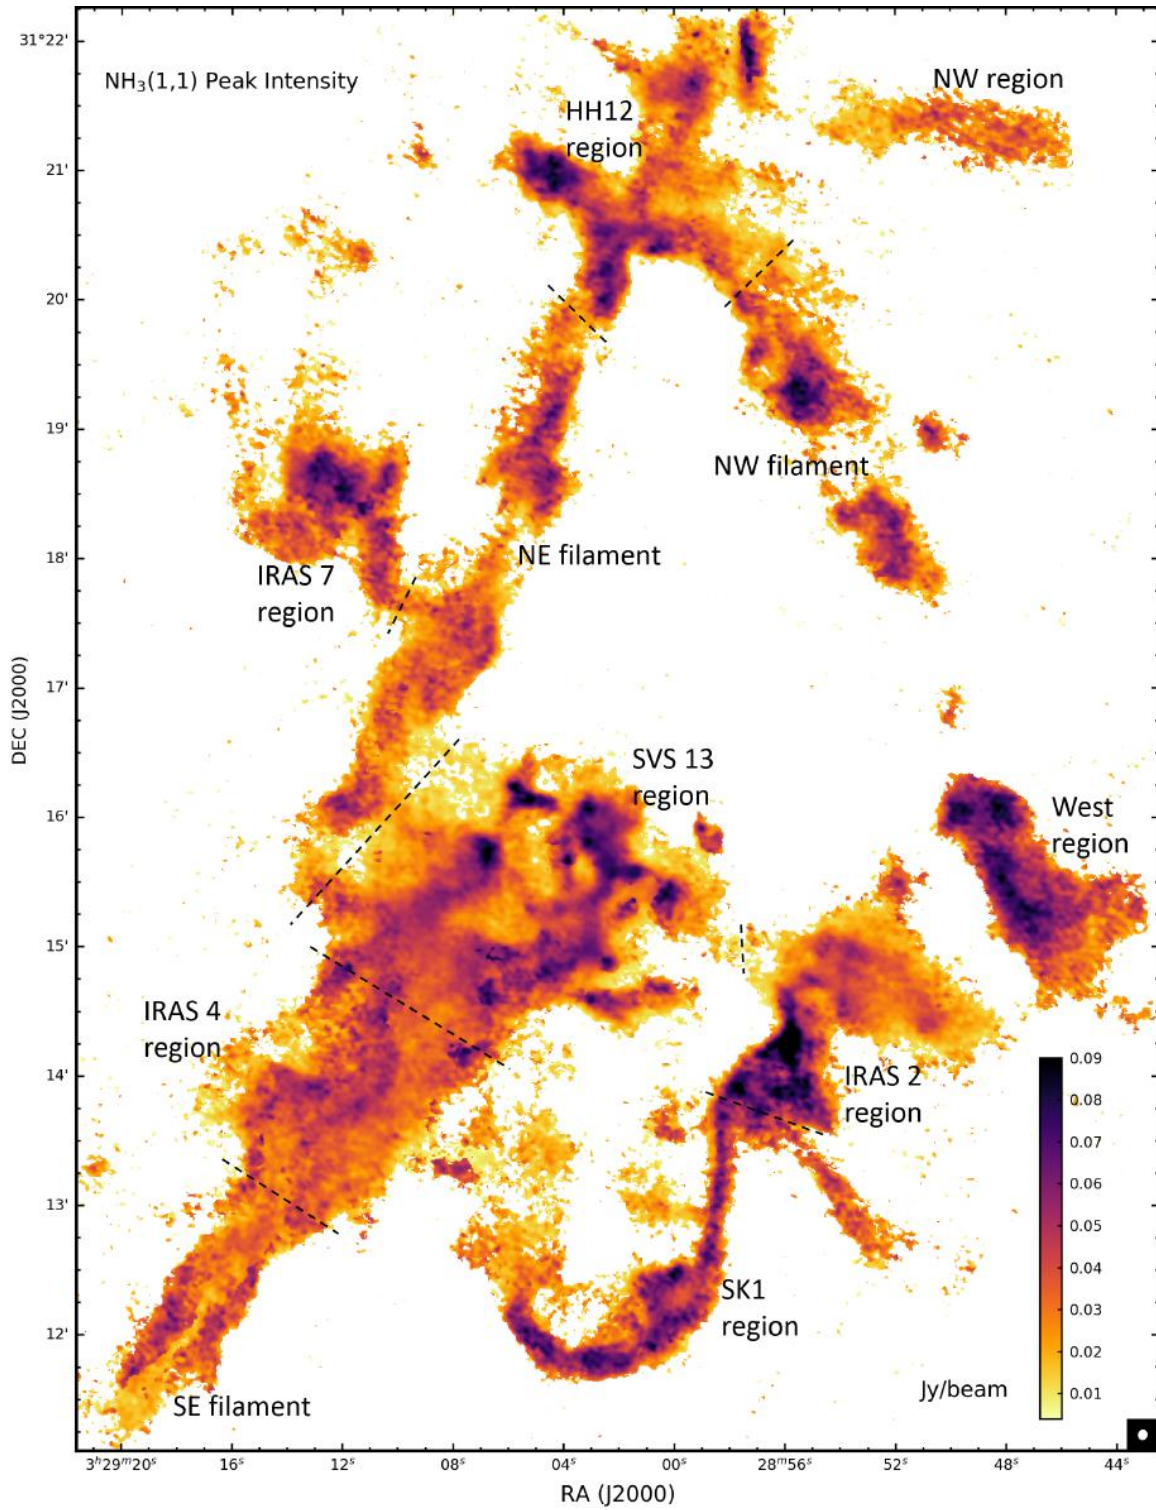 NH₃(1,1) Peak Intensity
NW region
HH12
region
NW filament
NE filament
IRAS 7
region
SVS 13
region
West
region
IRAS 4
region
IRAS 2
region
SK1
region
SE filament
Jy/beam
0.09
0.08
0.07
0.06
0.05
0.04
0.03
0.02
0.01
31°22'
21'
20'
19'
18'
17'
16'
15'
14'
13'
12'
DEC (J2000)
3ʰ29ᵐ20ˢ 16ˢ 12ˢ 08ˢ 04ˢ 00ˢ 28ᵐ56ˢ 52ˢ 48ˢ 44ˢ
RA (J2000)